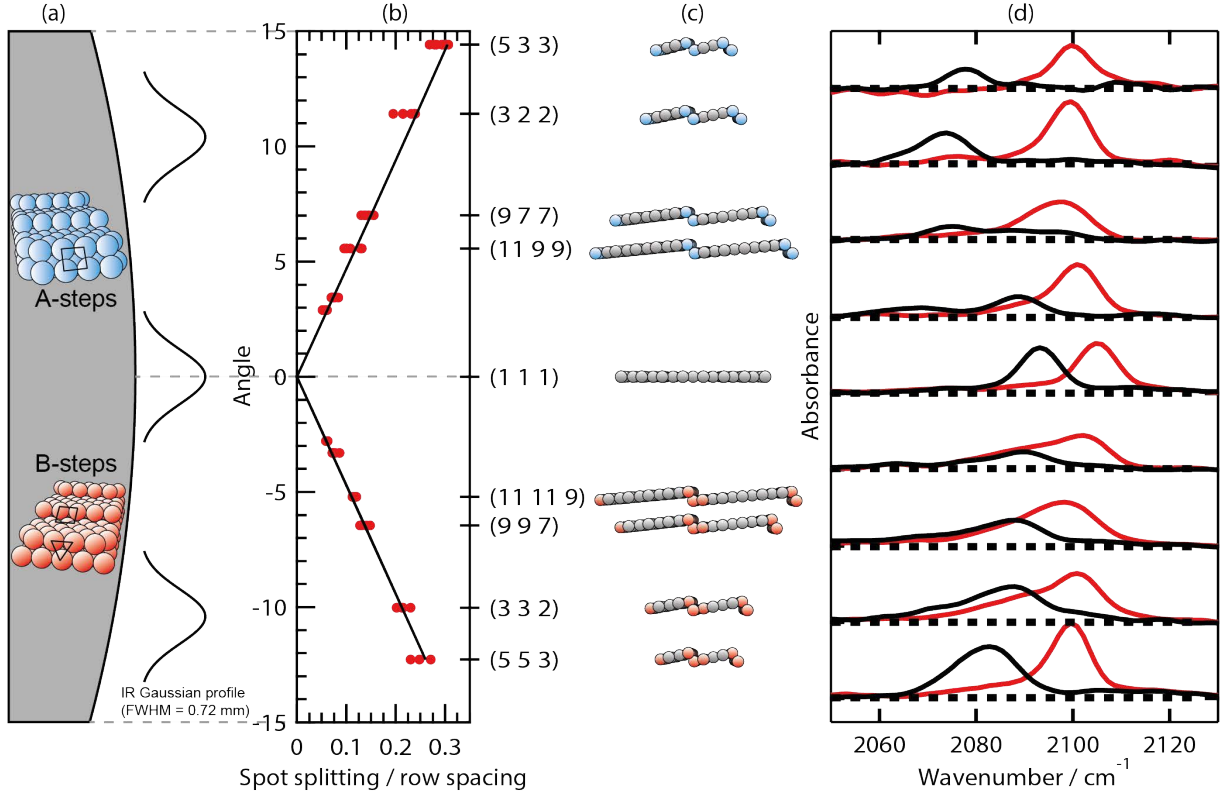 (a)
(b)
(c)
(d)
A-steps
B-steps
IR Gaussian profile
(FWHM = 0.72 mm)
Angle
15
10
5
0
-5
-10
-15
0
0.1
0.2
0.3
Spot splitting / row spacing
(5 3 3)
(3 2 2)
(9 7 7)
(11 9 9)
(1 1 1)
(11 11 9)
(9 9 7)
(3 3 2)
(5 5 3)
Absorbance
2060
2080
2100
2120
Wavenumber / cm-1